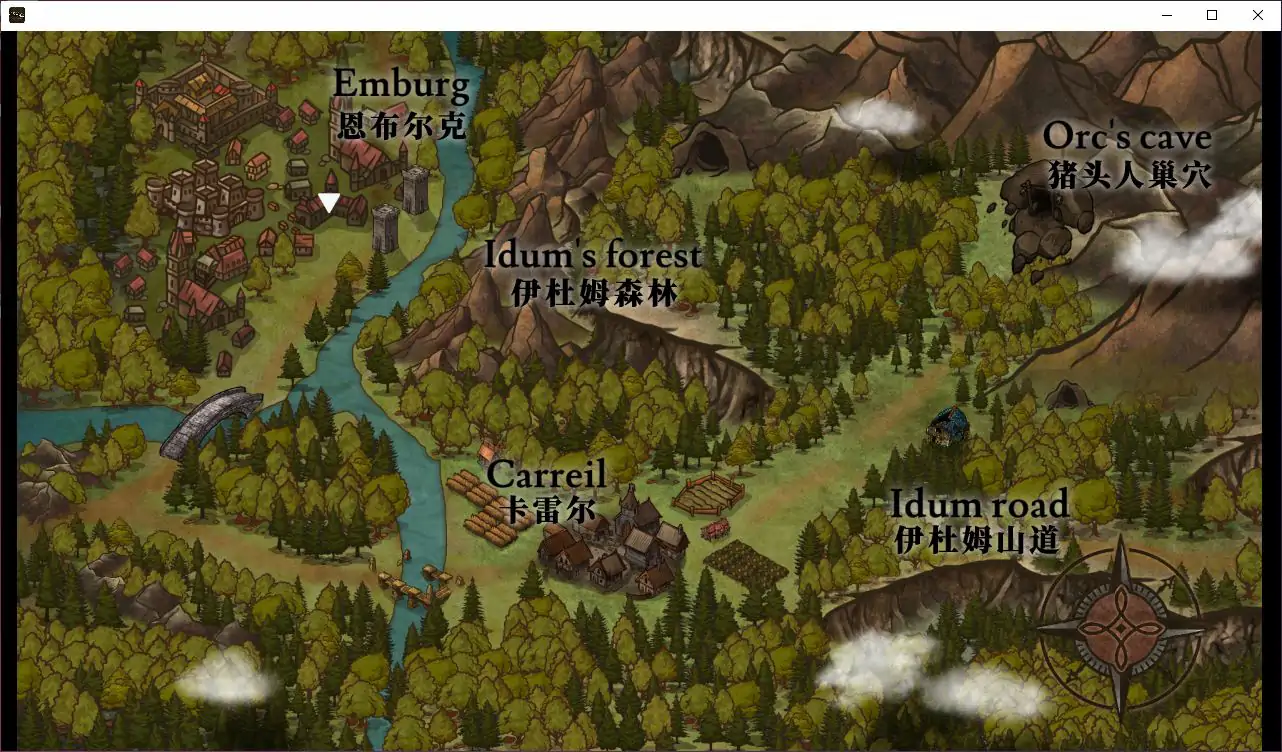 Emburg
恩布尔克
Orc's cave
猪头人巢穴
Idum's forest
伊杜姆森林
Carreil
卡雷尔
Idum road
伊杜姆山道